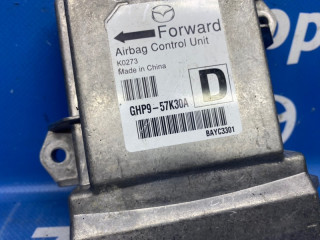 Forward
Airbag Control Unit
K0273
Made in China
D
GHP9-57K30A
BAYC3301